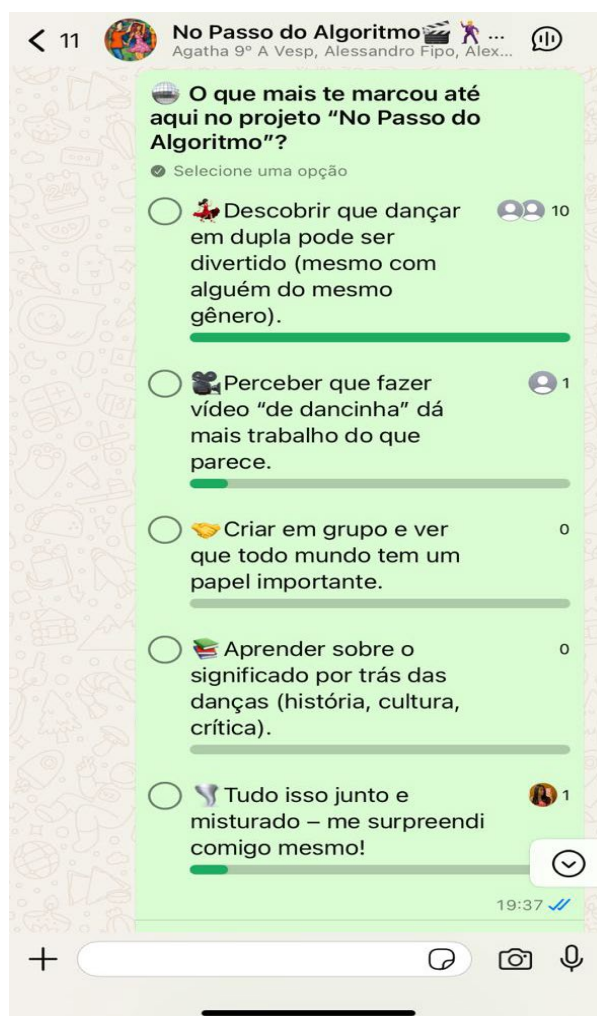 11
No Passo do Algoritmo🎬🕺 ...
Agatha 9º A Vesp, Alessandro Fipo, Alex...
O que mais te marcou até
aqui no projeto “No Passo do
Algoritmo”?
Selecione uma opção
💃Descobrir que dançar 10
em dupla pode ser
divertido (mesmo com
alguém do mesmo
gênero).
🎥Perceber que fazer 1
vídeo “de dancinha” dá
mais trabalho do que
parece.
🤝Criar em grupo e ver 0
que todo mundo tem um
papel importante.
📚Aprender sobre o 0
significado por trás das
danças (história, cultura,
crítica).
🌪️Tudo isso junto e 1
misturado – me surpreendi
comigo mesmo!
19:37